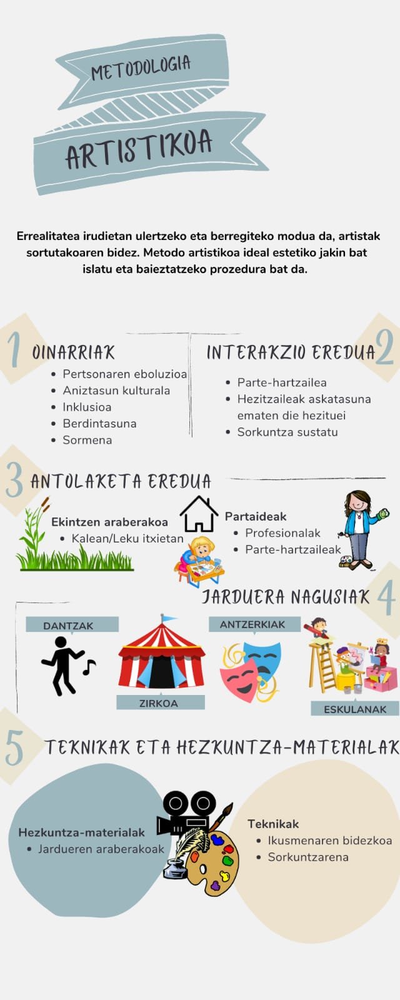 METODOLOGIA
ARTISTIKOA
Errealitatea irudietan ulertzeko eta berregiteko modua da, artistak
sortutakoaren bidez. Metodo artistikoa ideal estetiko jakin bat
islatu eta baieztatzeko prozedura bat da.
1 OINARRIAK
• Pertsonaren eboluzioa
• Aniztasun kulturala
• Inklusioa
• Berdintasuna
• Sormena
INTERAKZIO EREDUA 2
• Parte-hartzailea
• Hezitzaileak askatasuna
ematen die hezituei
• Sorkuntza sustatu
3 ANTOLAKETA EREDUA
Ekintzen araberakoa
• Kalean/Leku itxietan
Partaideak
• Profesionalak
• Parte-hartzaileak
JARDUERA NAGUSIAK 4
DANTZAK
ZIRKOA
ANTZERKIAK
ESKULANAK
5 TEKNIKAK ETA HEZKUNTZA-MATERIALAK
Hezkuntza-materialak
• Jardueren araberakoak
Teknikak
• Ikusmenaren bidezkoa
• Sorkuntzarena